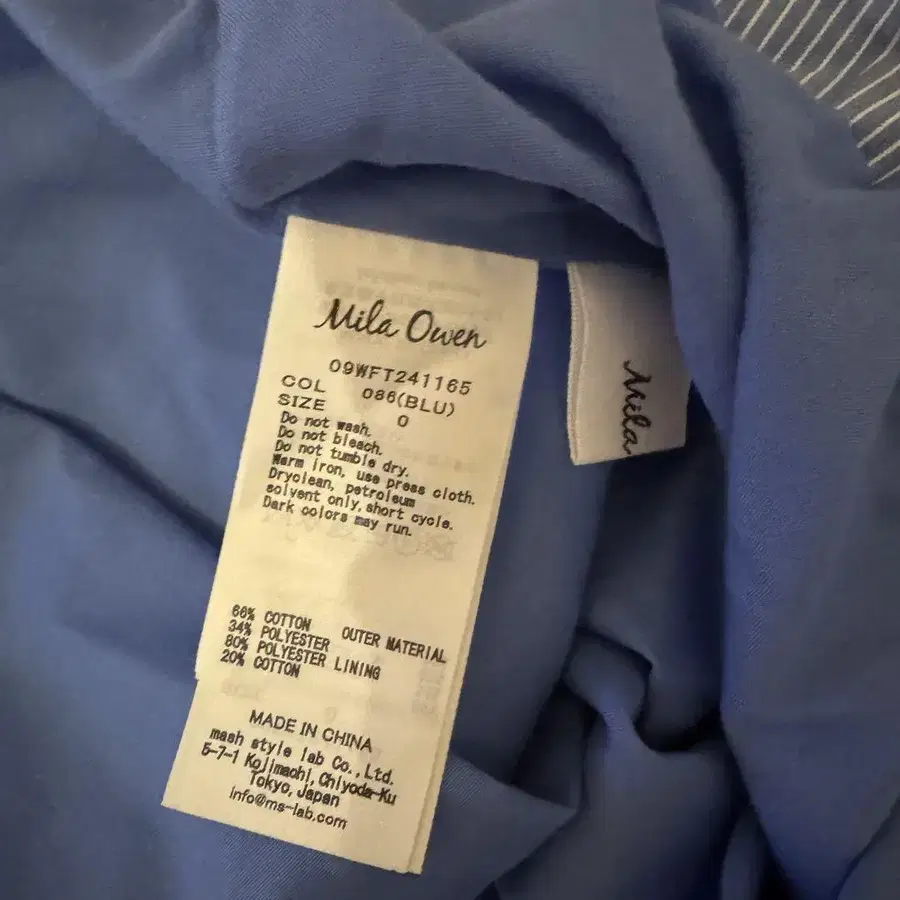 Mila Owen
09WFT241165
COL 086(BLU)
SIZE 0
Do not wash.
Do not bleach.
Do not tumble dry.
Warm iron, use press cloth.
Dryclean, petroleum
solvent only,short cycle.
Dark colors may run.
66% COTTON OUTER MATERIAL
34% POLYESTER
80% POLYESTER LINING
20% COTTON
MADE IN CHINA
mash style lab Co.,Ltd.
5-7-1 Kojimachi,Chiyoda-Ku
Tokyo,Japan
info@ms-lab.com
Mila